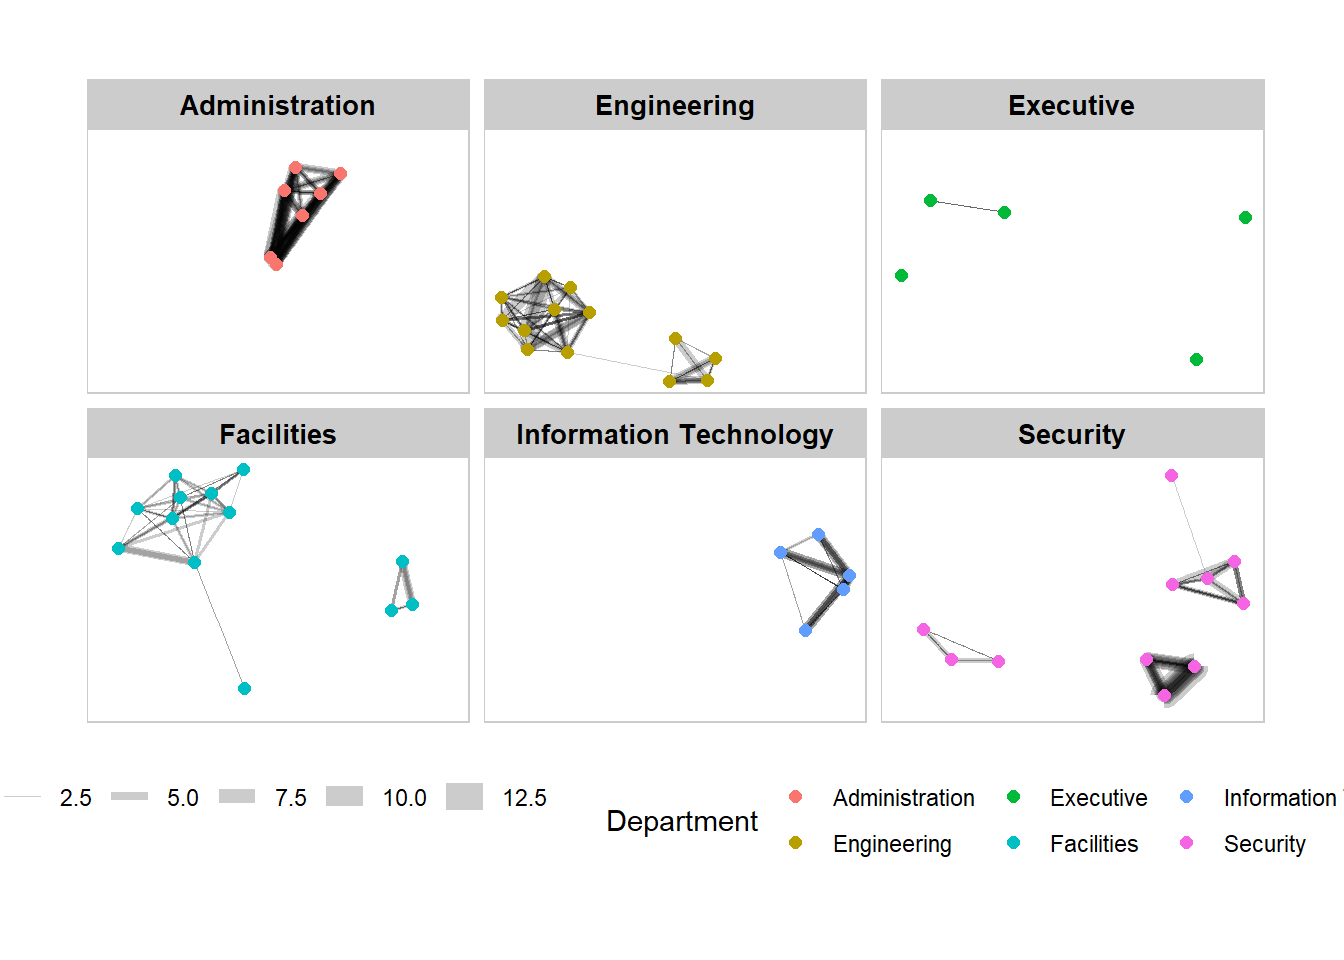 Administration
Engineering
Executive
Facilities
Information Technology
Security
2.5 5.0 7.5 10.0 12.5
Department
Administration Executive Information
Engineering Facilities Security